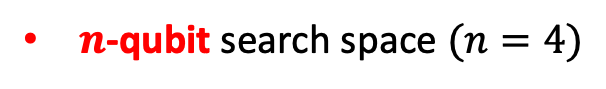 • n-qubit search space (n = 4)